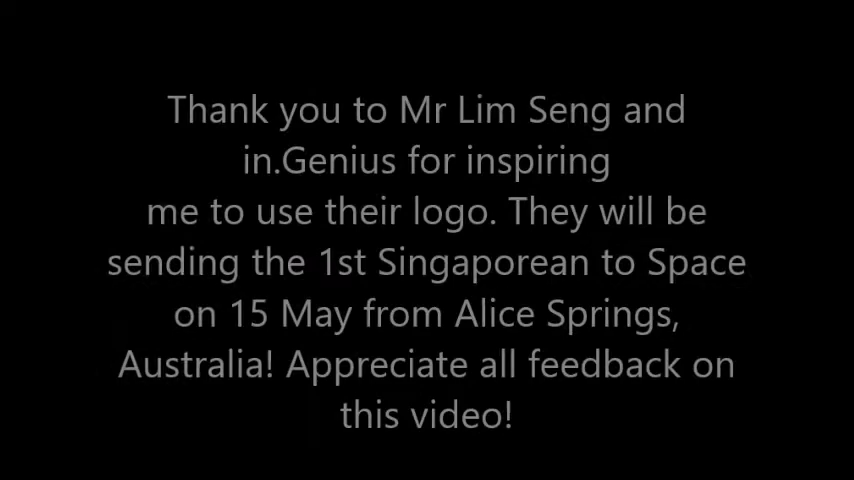 Thank you to Mr Lim Seng and
in.Genius for inspiring
me to use their logo. They will be
sending the 1st Singaporean to Space
on 15 May from Alice Springs,
Australia! Appreciate all feedback on
this video!